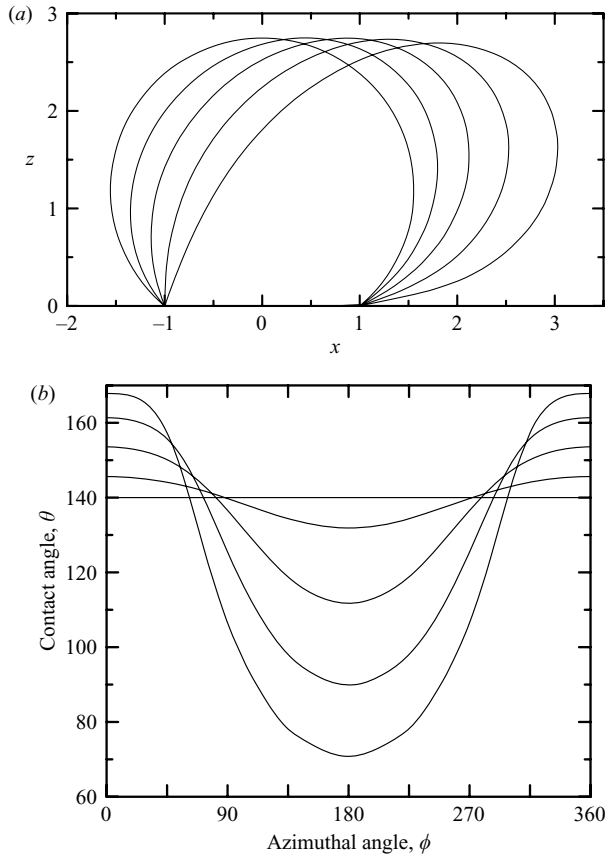 (a)
3
2
z
1
0
–2 –1 0 1 2 3
x
(b)
160
140
120
100
80
60
Contact angle, θ
0 90 180 270 360
Azimuthal angle, ϕ